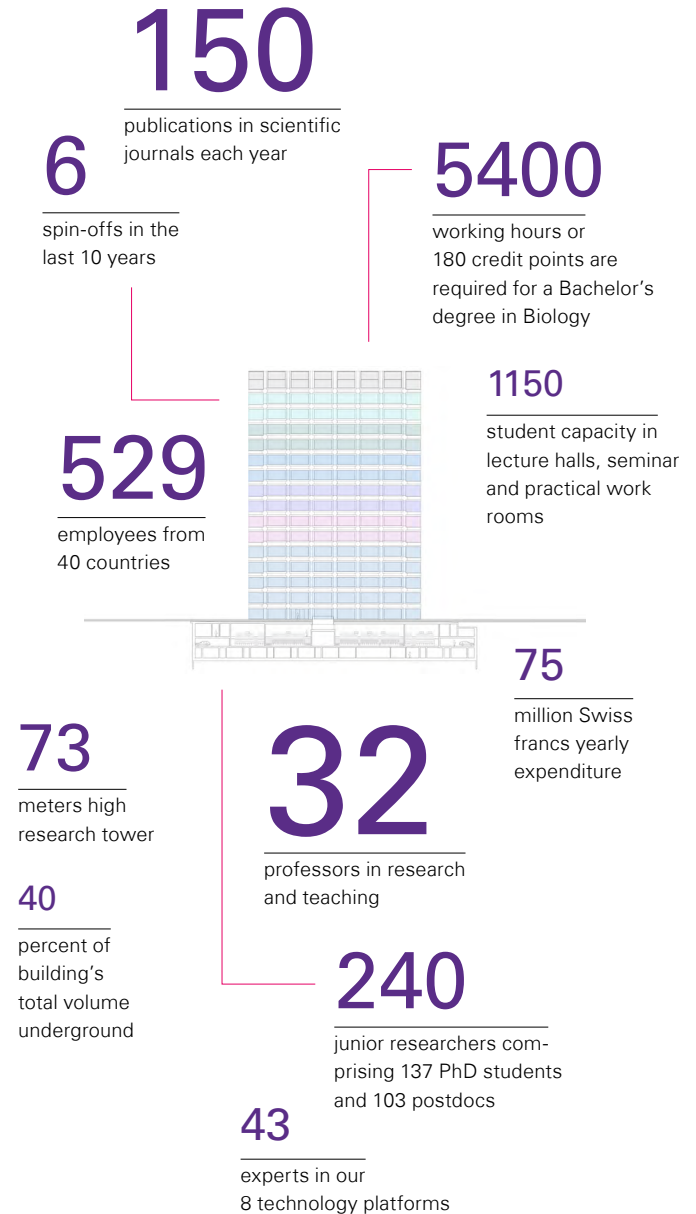 150
publications in scientific
journals each year
6
spin-offs in the
last 10 years
5400
working hours or
180 credit points are
required for a Bachelor’s
degree in Biology
1150
student capacity in
lecture halls, seminar
and practical work
rooms
529
employees from
40 countries
75
million Swiss
francs yearly
expenditure
73
meters high
research tower
32
professors in research
and teaching
40
percent of
building’s
total volume
underground
240
junior researchers com-
prising 137 PhD students
and 103 postdocs
43
experts in our
8 technology platforms